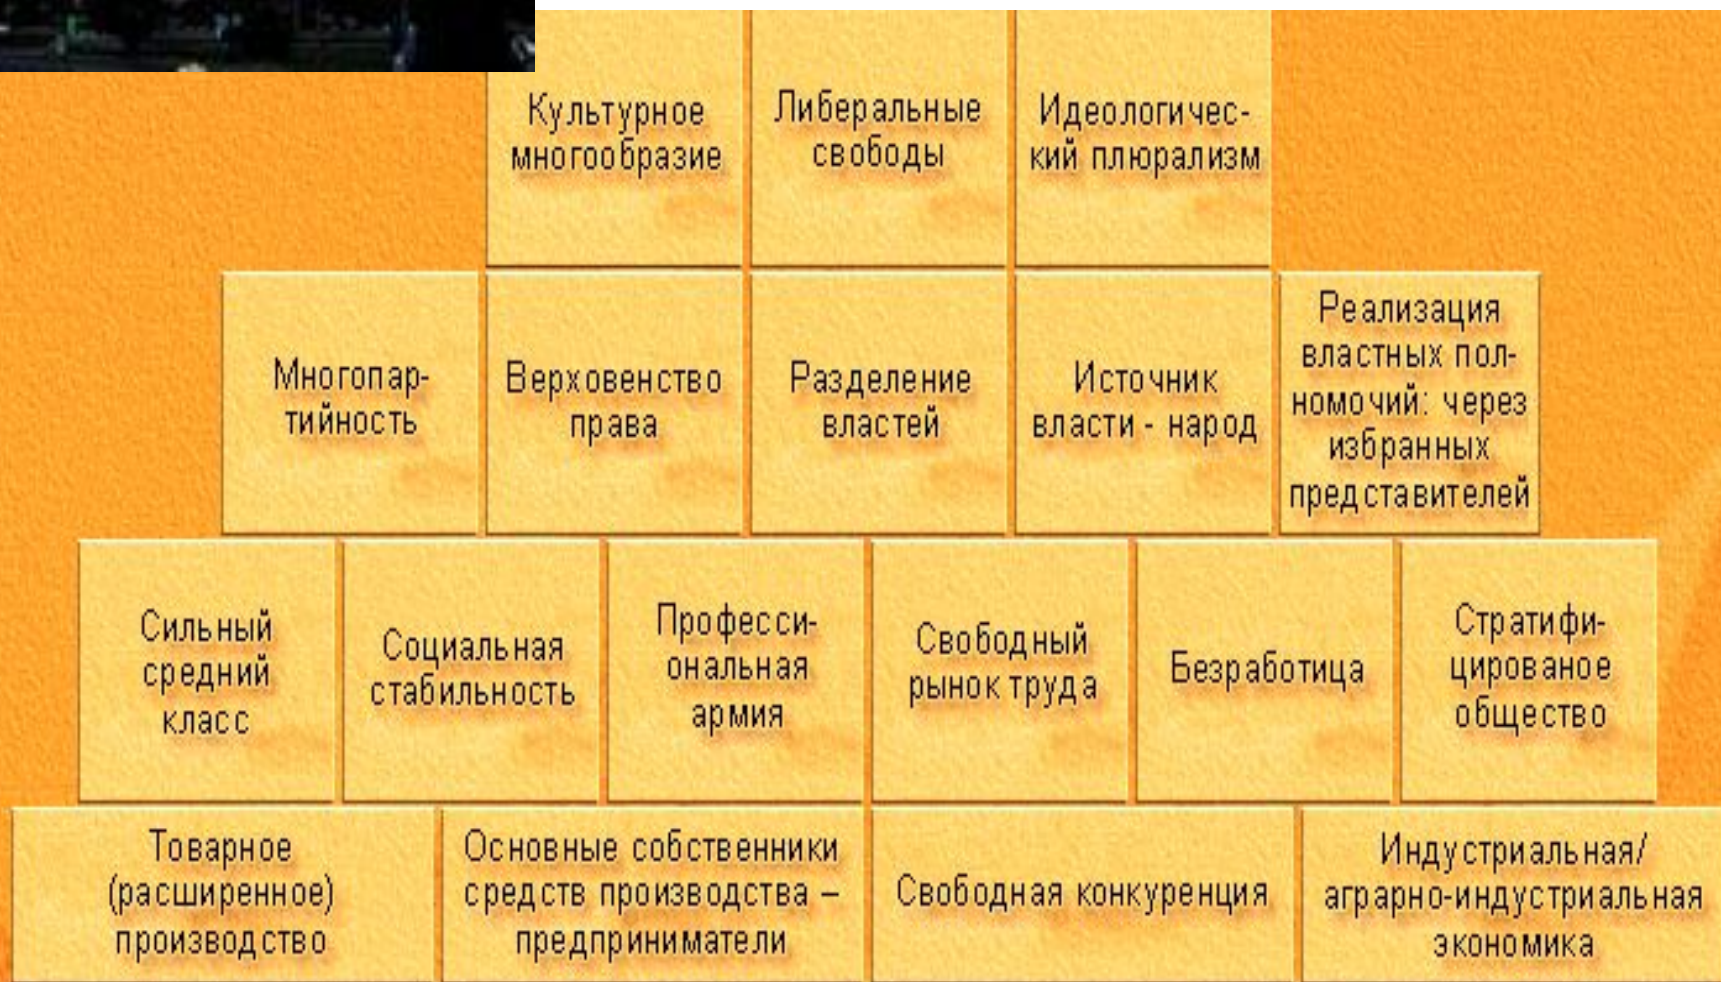 Культурное
многообразие
Либеральные
свободы
Идеологичес-
кий плюрализм
Многопар-
тийность
Верховенство
права
Разделение
властей
Источник
власти - народ
Реализация
властных пол-
номочий: через
избранных
представителей
Сильный
средний
класс
Социальная
стабильность
Професси-
ональная
армия
Свободный
рынок труда
Безработица
Стратифи-
цированое
общество
Товарное
(расширенное)
производство
Основные собственники
средств производства –
предприниматели
Свободная конкуренция
Индустриальная/
аграрно-индустриальная
экономика